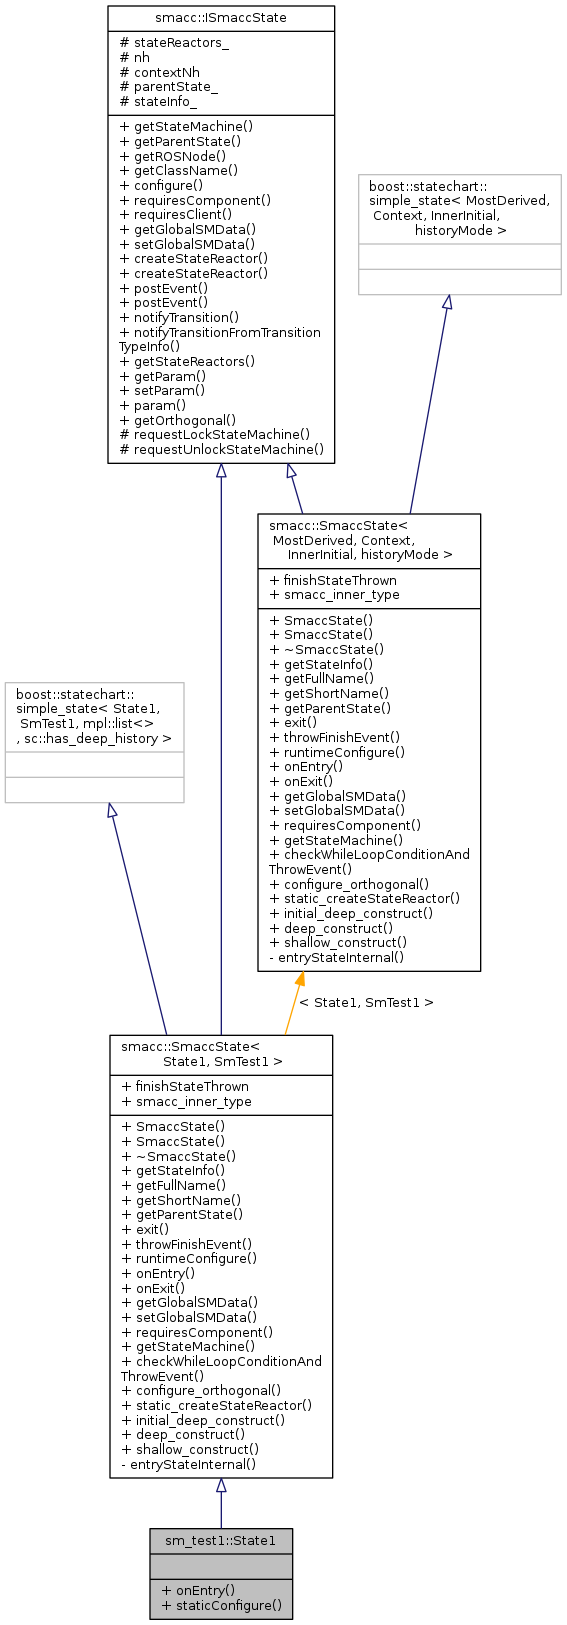 smacc::ISmaccState
# stateReactors_
# nh
# contextNh
# parentState_
# stateInfo_
+ getStateMachine()
+ getParentState()
+ getROSNode()
+ getClassName()
+ configure()
+ requiresComponent()
+ requiresClient()
+ getGlobalSMData()
+ setGlobalSMData()
+ createStateReactor()
+ createStateReactor()
+ postEvent()
+ postEvent()
+ notifyTransition()
+ notifyTransitionFromTransition
TypeInfo()
+ getStateReactors()
+ getParam()
+ setParam()
+ param()
+ getOrthogonal()
# requestLockStateMachine()
# requestUnlockStateMachine()
boost::statechart::
simple_state< MostDerived,
Context, InnerInitial,
historyMode >
smacc::SmaccState<
MostDerived, Context,
InnerInitial, historyMode >
+ finishStateThrown
+ smacc_inner_type
+ SmaccState()
+ SmaccState()
+ ~SmaccState()
+ getStateInfo()
+ getFullName()
+ getShortName()
+ getParentState()
+ exit()
+ throwFinishEvent()
+ runtimeConfigure()
+ onEntry()
+ onExit()
+ getGlobalSMData()
+ setGlobalSMData()
+ requiresComponent()
+ getStateMachine()
+ checkWhileLoopConditionAnd
ThrowEvent()
+ configure_orthogonal()
+ static_createStateReactor()
+ initial_deep_construct()
+ deep_construct()
+ shallow_construct()
- entryStateInternal()
boost::statechart::
simple_state< State1,
SmTest1, mpl::list<>
, sc::has_deep_history >
< State1, SmTest1 >
smacc::SmaccState<
State1, SmTest1 >
+ finishStateThrown
+ smacc_inner_type
+ SmaccState()
+ SmaccState()
+ ~SmaccState()
+ getStateInfo()
+ getFullName()
+ getShortName()
+ getParentState()
+ exit()
+ throwFinishEvent()
+ runtimeConfigure()
+ onEntry()
+ onExit()
+ getGlobalSMData()
+ setGlobalSMData()
+ requiresComponent()
+ getStateMachine()
+ checkWhileLoopConditionAnd
ThrowEvent()
+ configure_orthogonal()
+ static_createStateReactor()
+ initial_deep_construct()
+ deep_construct()
+ shallow_construct()
- entryStateInternal()
sm_test1::State1
+ onEntry()
+ staticConfigure()